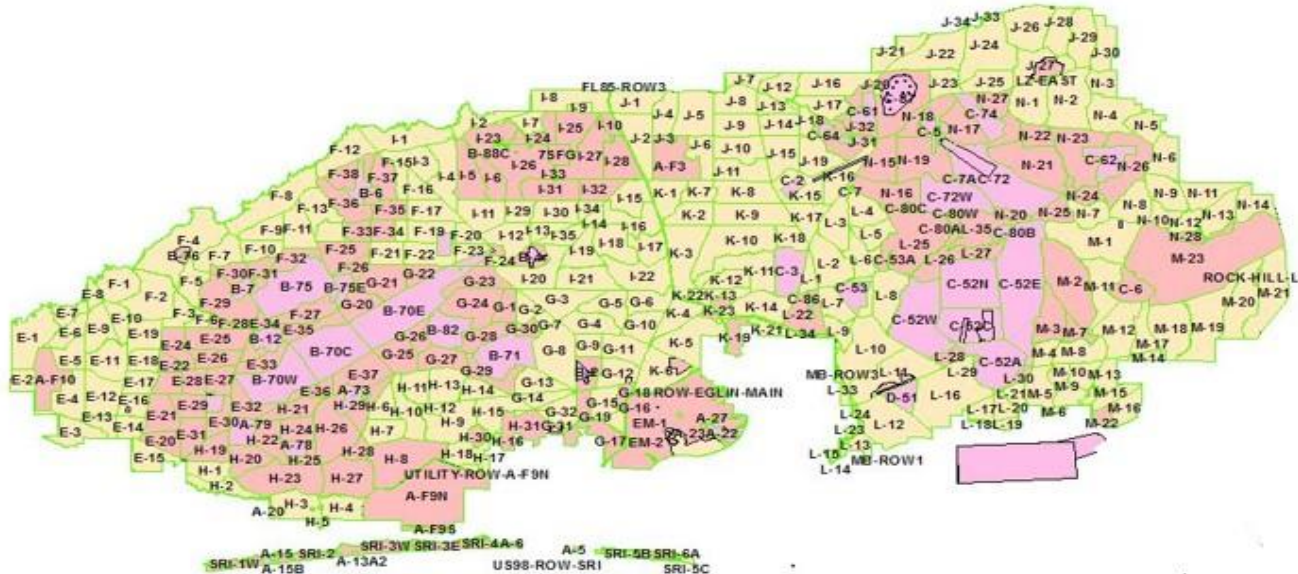 J-34 J-33
J-26 J-28
J-21 J-22 J-24 J-29
J-30
J-27
FL85-ROW3 J-7 J-12 J-16 J-20 J-23 J-25 LZ-EAST N-3
I-8 I-9 J-1 J-8 J-13 J-17 C-61 N-27 N-1 N-2
I-2 I-7 I-25 I-10 J-4 J-5 J-9 J-14 J-18 J-32 N-18 C-74 N-4
I-1 I-23 I-24 J-2 J-3 J-6 J-10 C-64 J-31 C-5 N-17 N-22 N-23 N-5
F-12 B-88C 75FG I-27 J-11 J-15 J-19 N-15 N-19 N-21 C-62 N-6
F-15 I-3 I-26 I-28 A-F3 C-2 K-16 C-7A C-72 N-26
F-38 F-37 I-4 I-5 I-6 I-33
F-8 B-6 F-16 I-31 I-32 I-15 K-1 K-7 K-8 K-15 C-7 N-16 C-72W N-24 N-9 N-11
F-13 F-36 F-35 F-17 I-11 I-29 I-30 I-34 K-2 K-9 K-17 L-3 L-4 C-80C C-80W N-20 N-25 N-7 N-8 N-14
F-9 F-11 F-33 F-34 F-20 I-12 I-13 I-35 I-14 I-16 L-5 C-80A L-35 C-80B N-10 N-12 N-13
F-4 F-10 F-25 F-21 F-22 F-23 I-19 I-18 I-17 K-3 K-10 K-18 L-25 L-27 M-1 N-28
B-76 F-7 F-32 F-26 F-24 L-2 L-6 C-53A L-26 M-23
F-1 F-5 F-30 F-31 B-75 B-75E G-21 G-22 G-23 I-20 I-21 I-22 K-12 K-11 C-3 L-1 C-52N C-52E M-2 M-11 C-6 ROCK-HILL-L
E-8 F-2 F-29 B-7 G-20 B-70E G-24 G-1 G-2 G-3 G-5 G-6 K-22 K-13 C-86 L-7 C-53 L-8 M-20 M-21
E-7 E-10 F-3 F-6 F-28 F-27 K-4 K-23 K-14 L-22 C-52W C-52C
E-1 E-6 E-9 E-19 E-34 E-35 G-26 B-82 G-28 G-30 G-7 G-4 G-10 K-21 L-34 L-9 M-3 M-7 M-12 M-18 M-19
E-24 E-25 B-12 K-19 M-17
E-5 E-11 E-18 E-22 E-26 E-33 B-70C G-25 G-27 B-71 G-8 G-9 G-11 K-5 L-10 L-28 C-52A M-4 M-8 M-14
E-2 A-F10 E-17 E-28 E-27 B-70W E-37 G-29 G-12 K-6 MB-ROW3 L-11 L-29 L-30 M-10 M-13
E-4 E-12 E-16 E-36 A-73 H-11 H-13 H-14 G-13 G-18 ROW-EGLIN-MAIN L-33 D-51 L-16 L-21 M-5 M-9 M-15
E-13 E-21 E-29 E-32 H-21 H-29 H-6 H-10 H-12 H-15 G-14 G-32 G-15 G-16 A-27 L-24 L-12 L-17 L-20 M-6 M-16
E-3 E-14 E-20 E-31 E-30 A-79 H-24 H-26 H-7 H-9 H-31 G-19 EM-1 L-23 L-18 L-19 M-22
E-15 H-19 H-22 A-78 H-28 H-30 H-16 G-17 EM-2 A-22 L-13
H-1 H-20 H-25 H-8 H-18 H-17 L-15 L-14 MB-ROW1
H-2 H-23 H-27 UTILITY-ROW-A-F9N
A-20 H-3 H-4 A-F9N
H-5 A-F9S
SRI-1W A-15 SRI-2 SRI-3W SRI-3E SRI-4 A-6 A-5 SRI-5B SRI-6A
A-15B A-13A2 US98-ROW-SRI SRI-5C